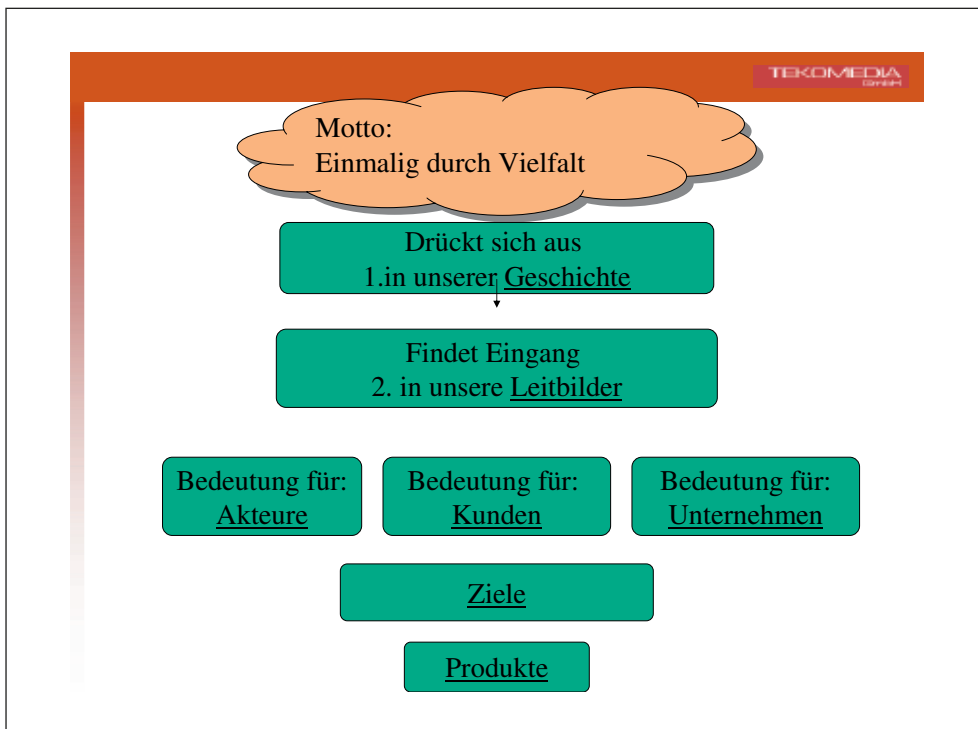 TEKOMEDIA
GmbH
Motto:
Einmalig durch Vielfalt
Drückt sich aus
1.in unserer Geschichte
Findet Eingang
2. in unsere Leitbilder
Bedeutung für:
Akteure
Bedeutung für:
Kunden
Bedeutung für:
Unternehmen
Ziele
Produkte